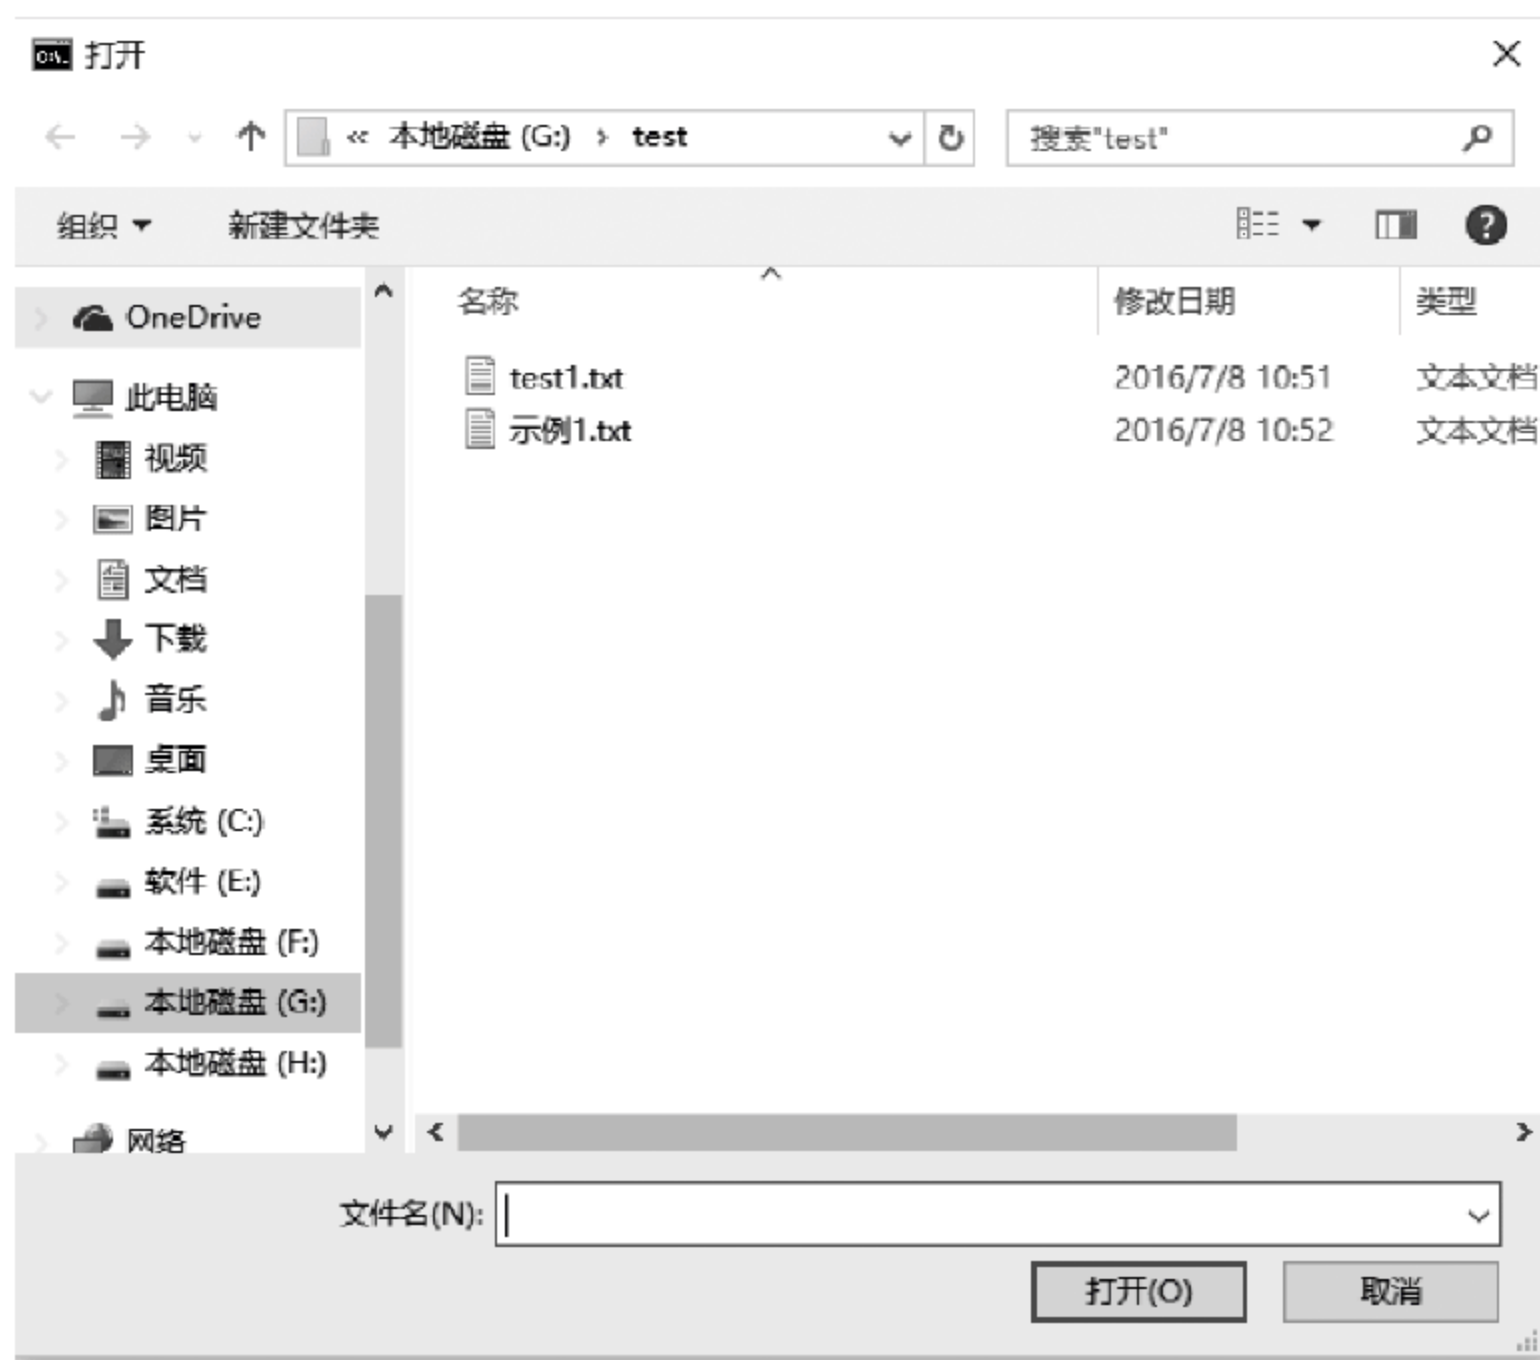 打开
« 本地磁盘 (G:) › test
搜索"test"
组织
新建文件夹
名称 修改日期 类型
OneDrive
此电脑
视频
图片
文档
下载
音乐
桌面
系统 (C:)
软件 (E:)
本地磁盘 (F:)
本地磁盘 (G:)
本地磁盘 (H:)
网络
test1.txt 2016/7/8 10:51 文本文档
示例1.txt 2016/7/8 10:52 文本文档
文件名(N):
打开(O) 取消